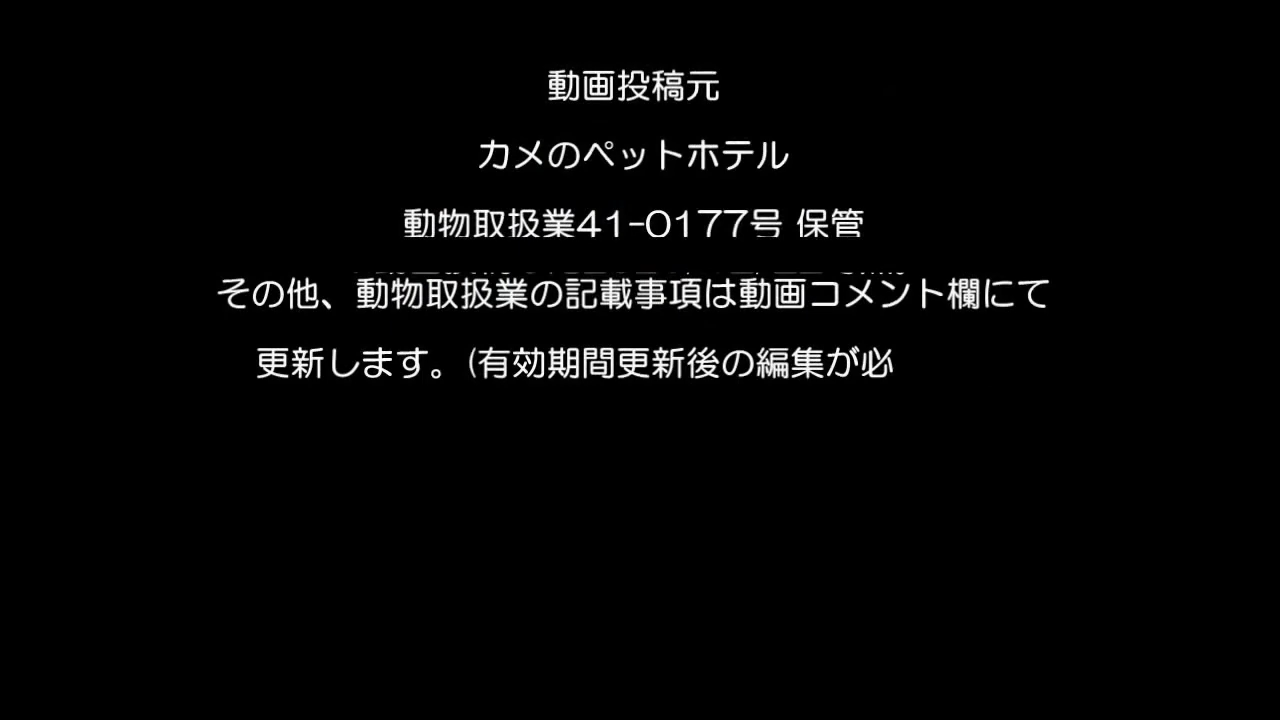 動画投稿元
カメのペットホテル
動物取扱業41-0177号 保管
その他、動物取扱業の記載事項は動画コメント欄にて
更新します。(有効期間更新後の編集が必